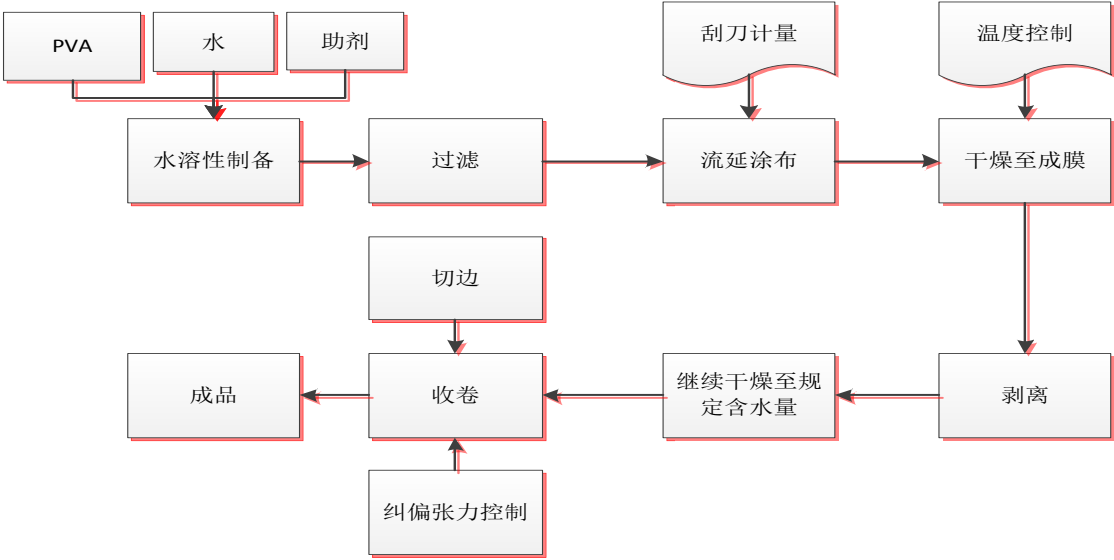 PVA
水
助剂
刮刀计量
温度控制
水溶性制备
过滤
流延涂布
干燥至成膜
切边
成品
收卷
继续干燥至规
定含水量
剥离
纠偏张力控制